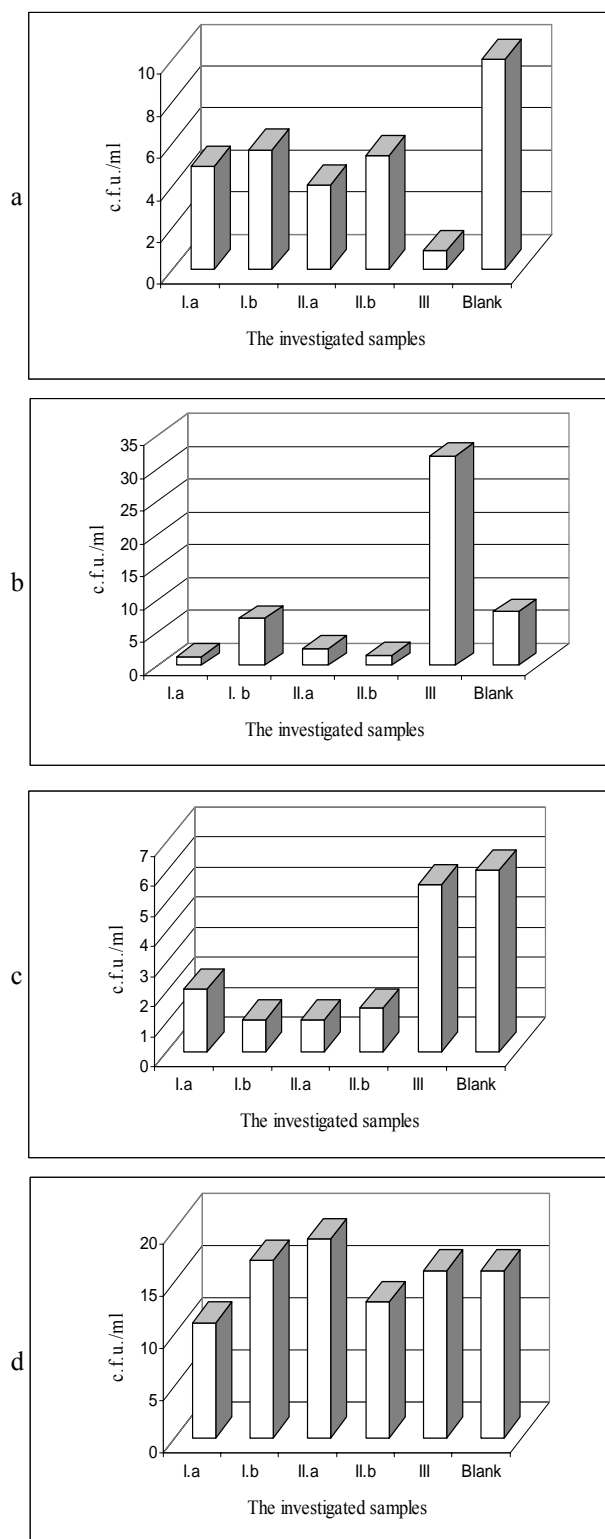 a
c.f.u./ml
10
8
6
4
2
0
I.a I.b II.a II.b III Blank
The investigated samples
b
c.f.u./ml
35
30
25
20
15
10
5
0
I.a I. b II.a II.b III Blank
The investigated samples
c
c.f.u./ml
7
6
5
4
3
2
1
0
I.a I.b II.a II.b III Blank
The investigated samples
d
c.f.u./ml
20
15
10
5
0
I.a I.b II.a II.b III Blank
The investigated samples